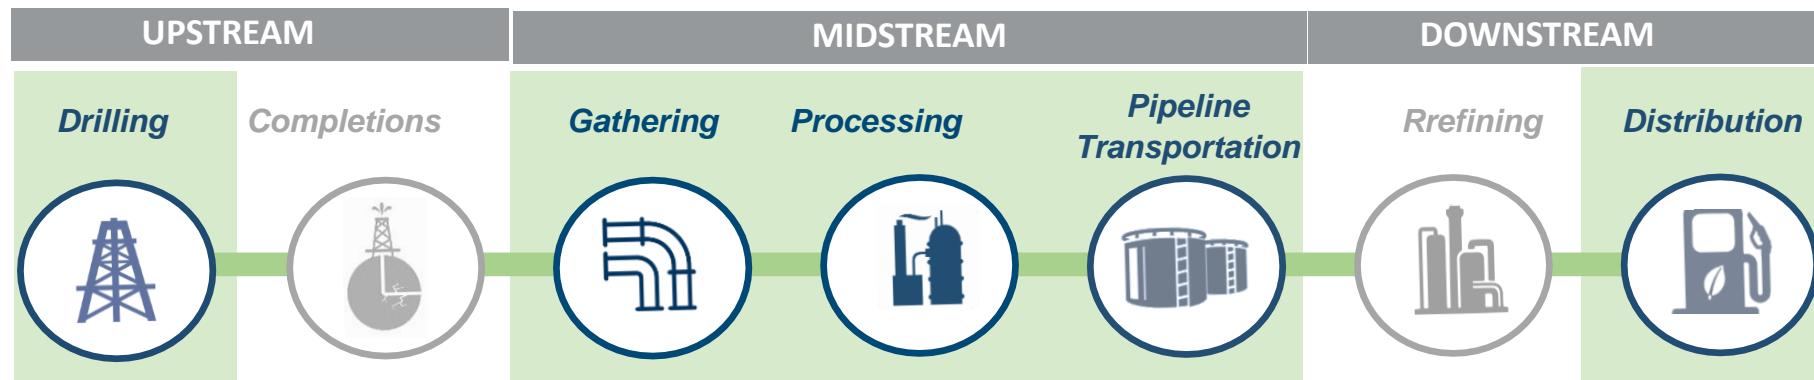 UPSTREAM
MIDSTREAM
DOWNSTREAM
Drilling
Completions
Gathering
Processing
Pipeline
Transportation
Rrefining
Distribution